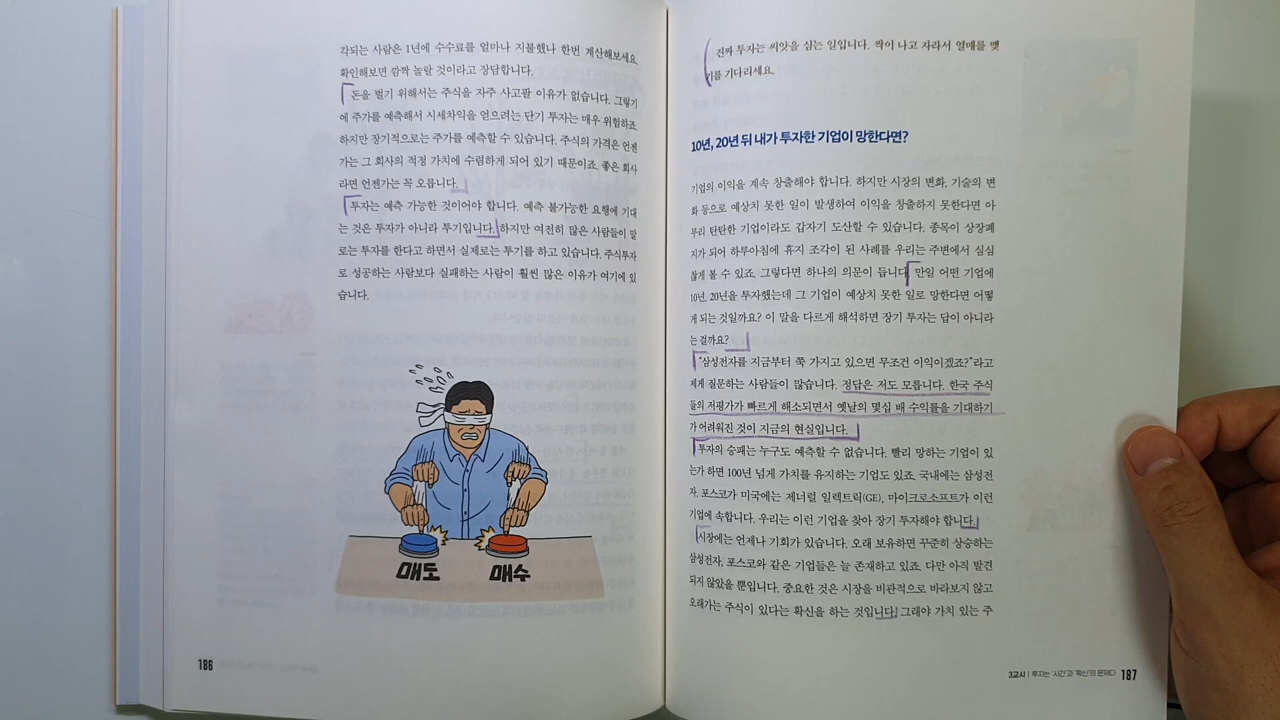 각되는 사람은 1년에 수수료를 얼마나 지불했나 한번 계산해보세요.
확인해보면 깜짝 놀랄 것이라고 장담합니다.
돈을 벌기 위해서는 주식을 자주 사고팔 이유가 없습니다. 그렇기
에 주가를 예측해서 시세차익을 얻으려는 단기 투자는 매우 위험하죠.
하지만 장기적으로는 주가를 예측할 수 있습니다. 주식의 가격은 언젠
가는 그 회사의 적정 가치에 수렴하게 되어 있기 때문이죠. 좋은 회사
라면 언젠가는 꼭 오릅니다.
투자는 예측 가능한 것이어야 합니다. 예측 불가능한 요행에 기대
는 것은 투자가 아니라 투기입니다. 하지만 여전히 많은 사람들이 말
로는 투자를 한다고 하면서 실제로는 투기를 하고 있습니다. 주식투자
로 성공하는 사람보다 실패하는 사람이 훨씬 많은 이유가 여기에 있
습니다.
매도 매수
186
진짜 투자는 씨앗을 심는 일입니다. 싹이 나고 자라서 열매를 맺
기를 기다리세요.
10년, 20년 뒤 내가 투자한 기업이 망한다면?
기업의 이익을 계속 창출해야 합니다. 하지만 시장의 변화, 기술의 변
화 등으로 예상치 못한 일이 발생하여 이익을 창출하지 못한다면 아
무리 탄탄한 기업이라도 갑자기 도산할 수 있습니다. 종목이 상장폐
지가 되어 하루아침에 휴지 조각이 된 사례를 우리는 주변에서 심심
찮게 볼 수 있죠. 그렇다면 하나의 의문이 듭니다. 만일 어떤 기업에
10년, 20년을 투자했는데 그 기업이 예상치 못한 일로 망한다면 어떻
게 되는 것일까요? 이 말을 다르게 해석하면 장기 투자는 답이 아니라
는 걸까요?
"삼성전자를 지금부터 쭉 가지고 있으면 무조건 이익이겠죠?"라고
제게 질문하는 사람들이 많습니다. 정답은 저도 모릅니다. 한국 주식
들의 저평가가 빠르게 해소되면서 옛날의 몇십 배 수익률을 기대하기
가 어려워진 것이 지금의 현실입니다.
투자의 승패는 누구도 예측할 수 없습니다. 빨리 망하는 기업이 있
는가 하면 100년 넘게 가치를 유지하는 기업도 있죠. 국내에는 삼성전
자, 포스코가 미국에는 제너럴 일렉트릭(GE), 마이크로소프트가 이런
기업에 속합니다. 우리는 이런 기업을 찾아 장기 투자해야 합니다.
시장에는 언제나 기회가 있습니다. 오래 보유하면 꾸준히 상승하는
삼성전자, 포스코와 같은 기업들은 늘 존재하고 있죠. 다만 아직 발견
되지 않았을 뿐입니다. 중요한 것은 시장을 비관적으로 바라보지 않고
오래가는 주식이 있다는 확신을 하는 것입니다. 그래야 가치 있는 주
3교시 | 투자는 '시간'과 '확신'의 문제다 187